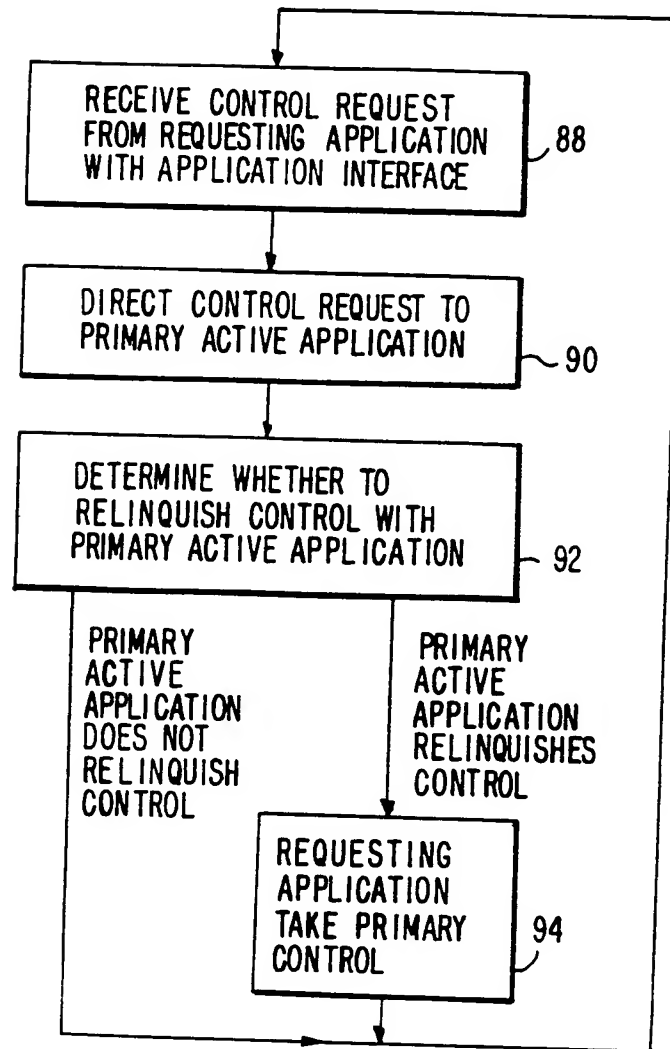 RECEIVE CONTROL REQUEST
FROM REQUESTING APPLICATION
WITH APPLICATION INTERFACE
88
DIRECT CONTROL REQUEST TO
PRIMARY ACTIVE APPLICATION
90
DETERMINE WHETHER TO
RELINQUISH CONTROL WITH
PRIMARY ACTIVE APPLICATION
92
PRIMARY
ACTIVE
APPLICATION
DOES NOT
RELINQUISH
CONTROL
PRIMARY
ACTIVE
APPLICATION
RELINQUISHES
CONTROL
REQUESTING
APPLICATION
TAKE PRIMARY
CONTROL
94